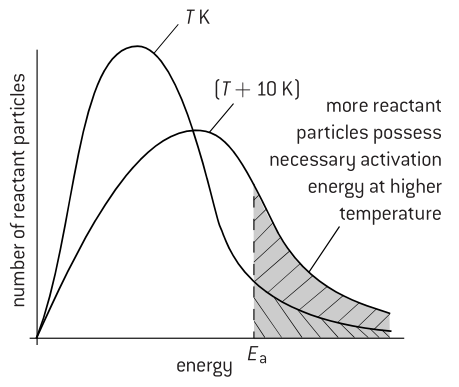 T K
(T + 10 K)
more reactant
particles possess
necessary activation
energy at higher
temperature
number of reactant particles
Ea
energy